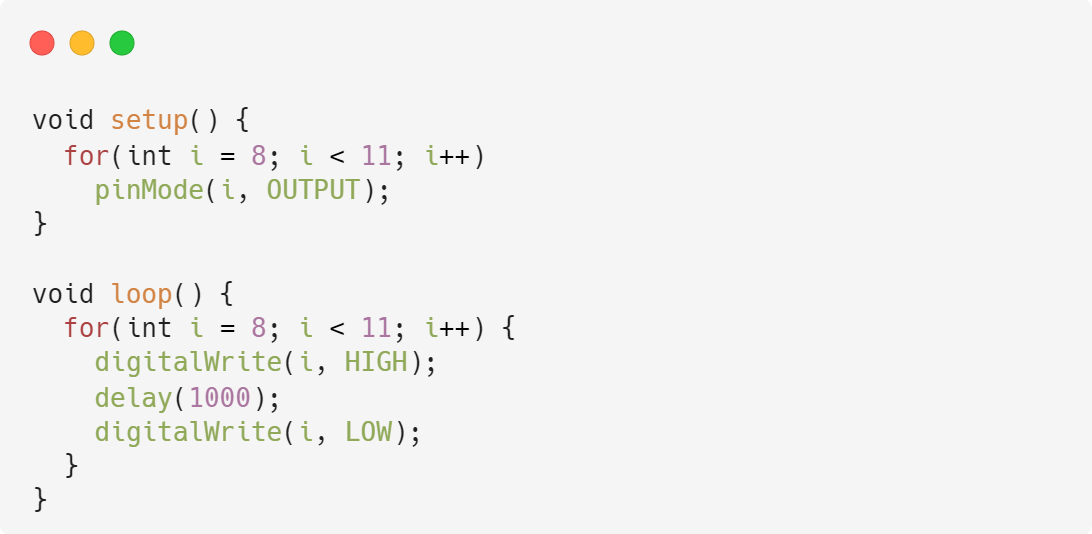 void setup() {
  for(int i = 8; i < 11; i++)
    pinMode(i, OUTPUT);
}

void loop() {
  for(int i = 8; i < 11; i++) {
    digitalWrite(i, HIGH);
    delay(1000);
    digitalWrite(i, LOW);
  }
}